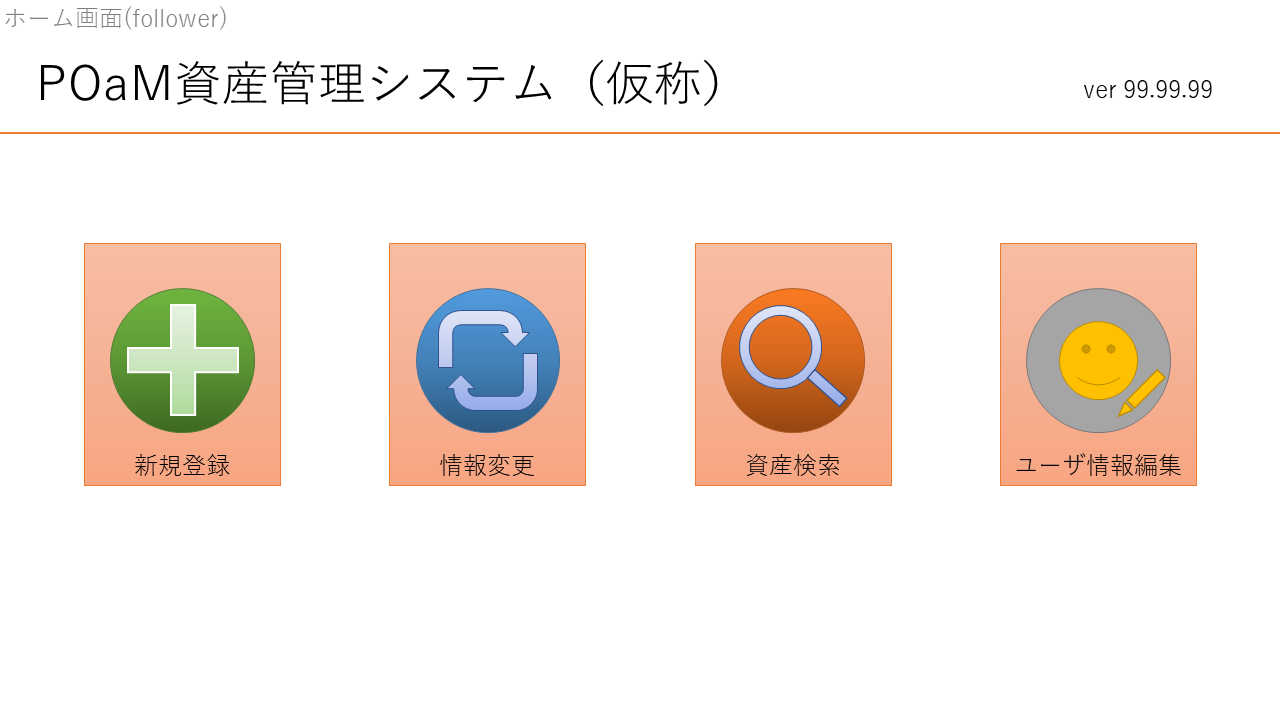 ホーム画面(follower)
POaM資産管理システム（仮称）
ver 99.99.99
新規登録
情報変更
資産検索
ユーザ情報編集